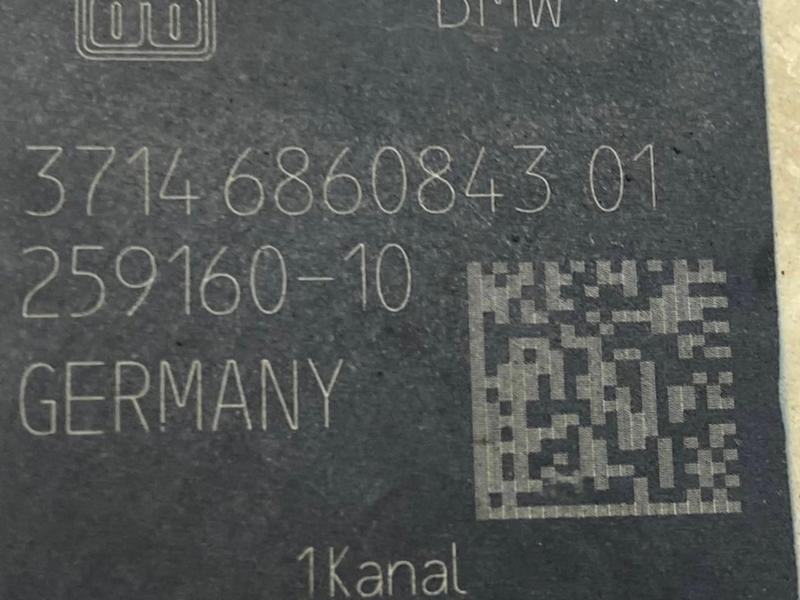 BMW
3714 6860843 01
259160-10
GERMANY
1Kanal